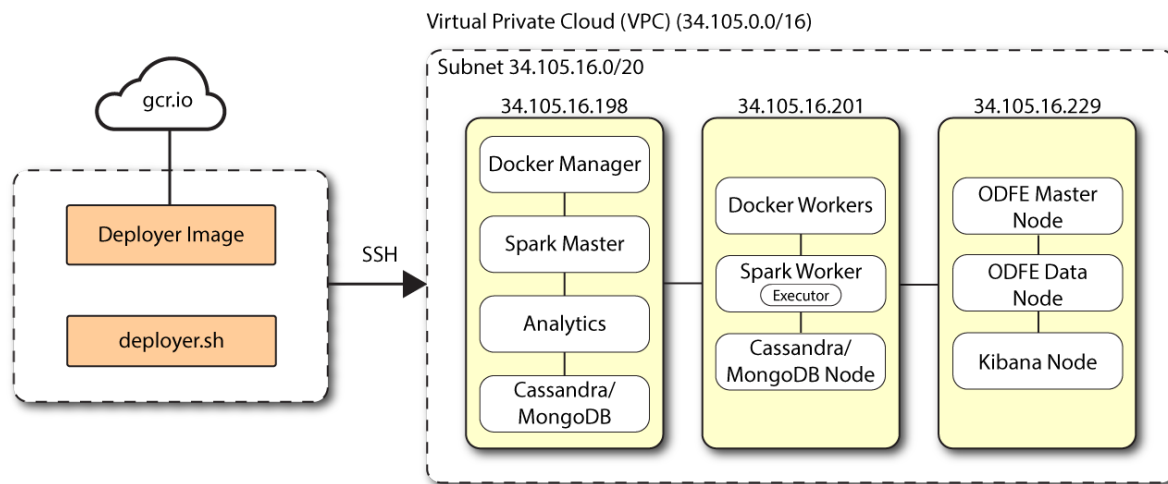 Virtual Private Cloud (VPC) (34.105.0.0/16)
Subnet 34.105.16.0/20
gcr.io
Deployer Image
deployer.sh
SSH
34.105.16.198
Docker Manager
Spark Master
Analytics
Cassandra/
MongoDB
34.105.16.201
Docker Workers
Spark Worker
Executor
Cassandra/
MongoDB Node
34.105.16.229
ODFE Master
Node
ODFE Data
Node
Kibana Node